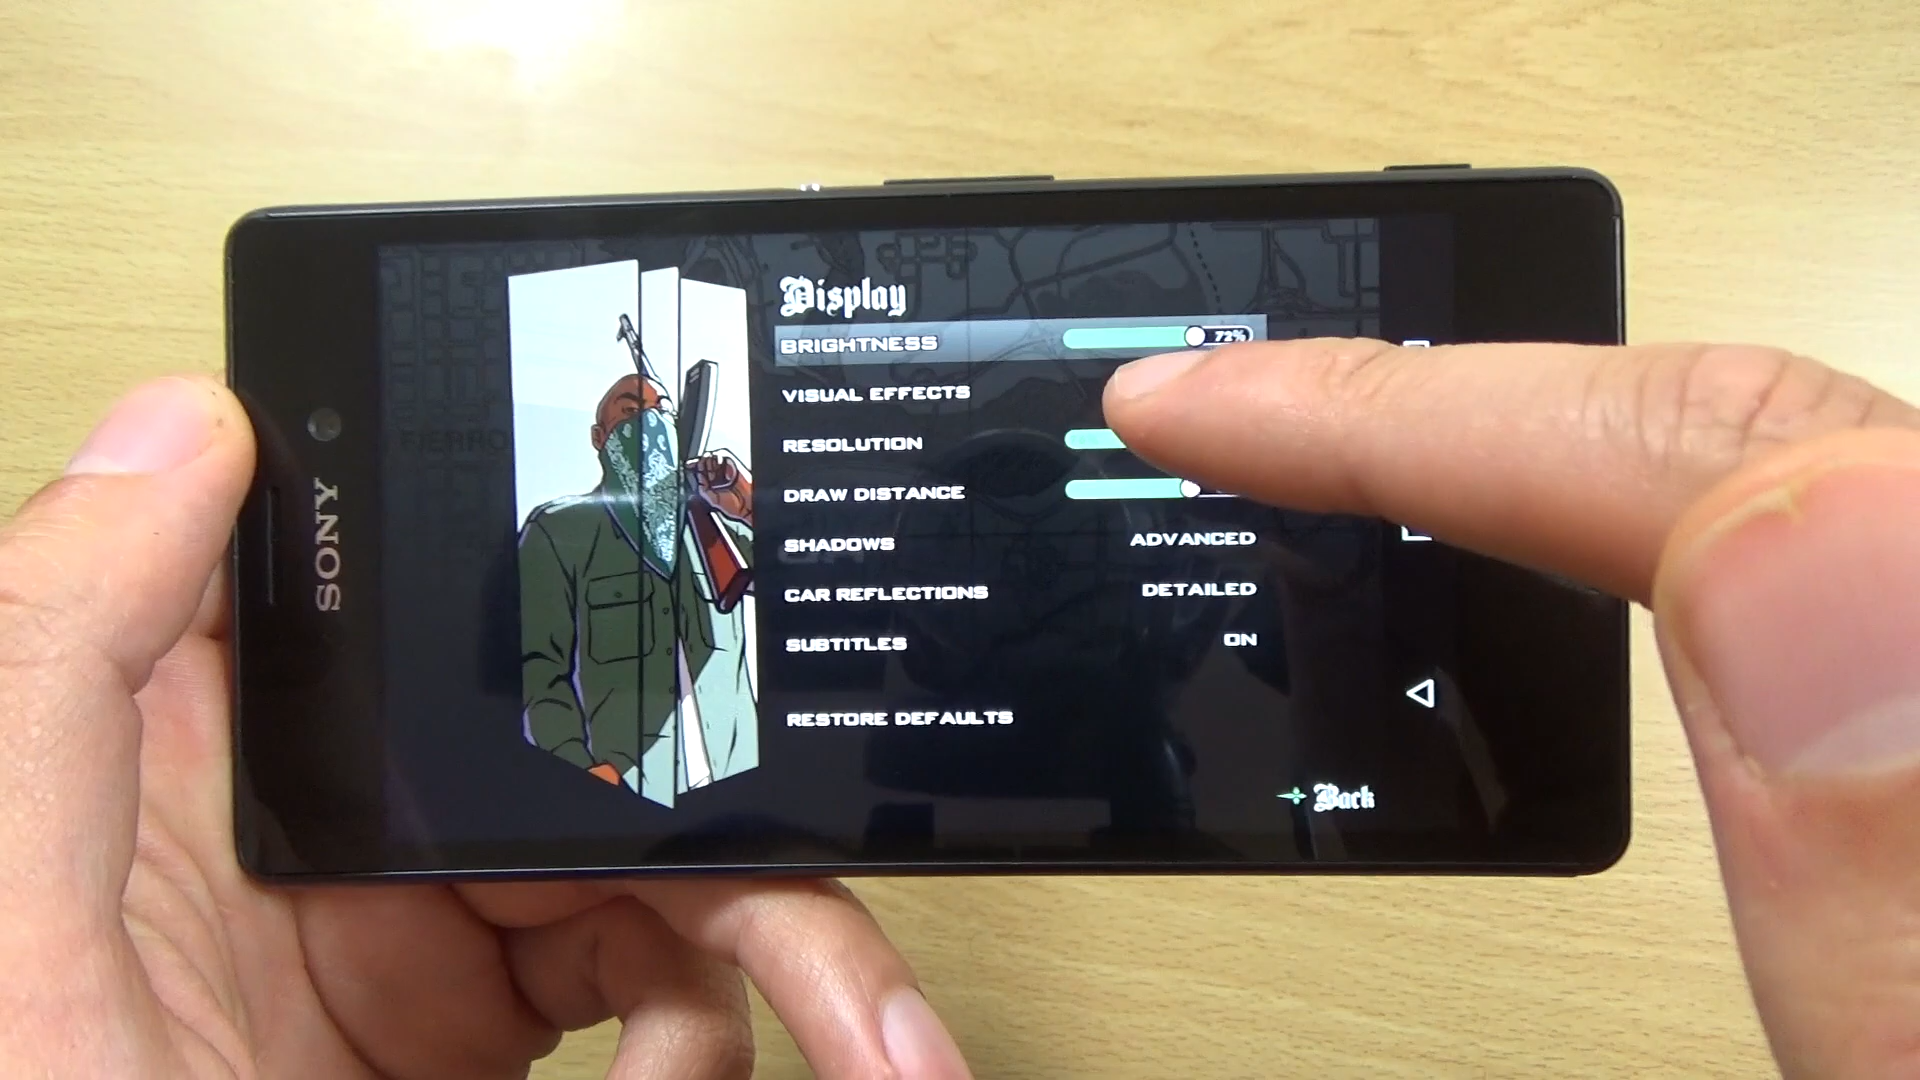 SONY
Display
BRIGHTNESS 72%
VISUAL EFFECTS
RESOLUTION
DRAW DISTANCE
SHADOWS ADVANCED
CAR REFLECTIONS DETAILED
SUBTITLES ON
RESTORE DEFAULTS
Back